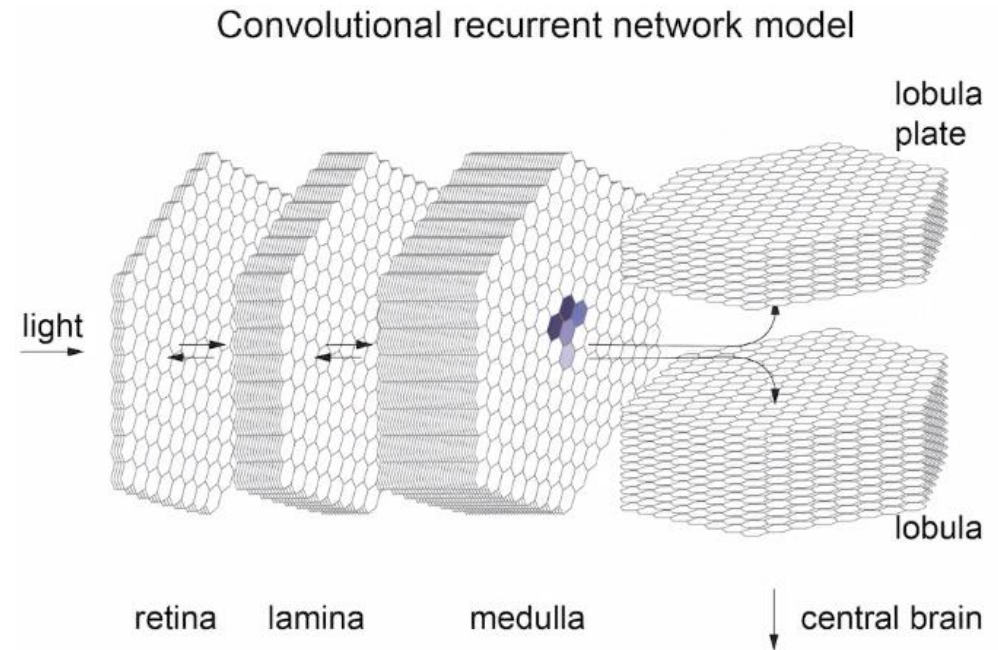 Convolutional recurrent network model
lobula
plate
light
lobula
retina
lamina
medulla
central brain